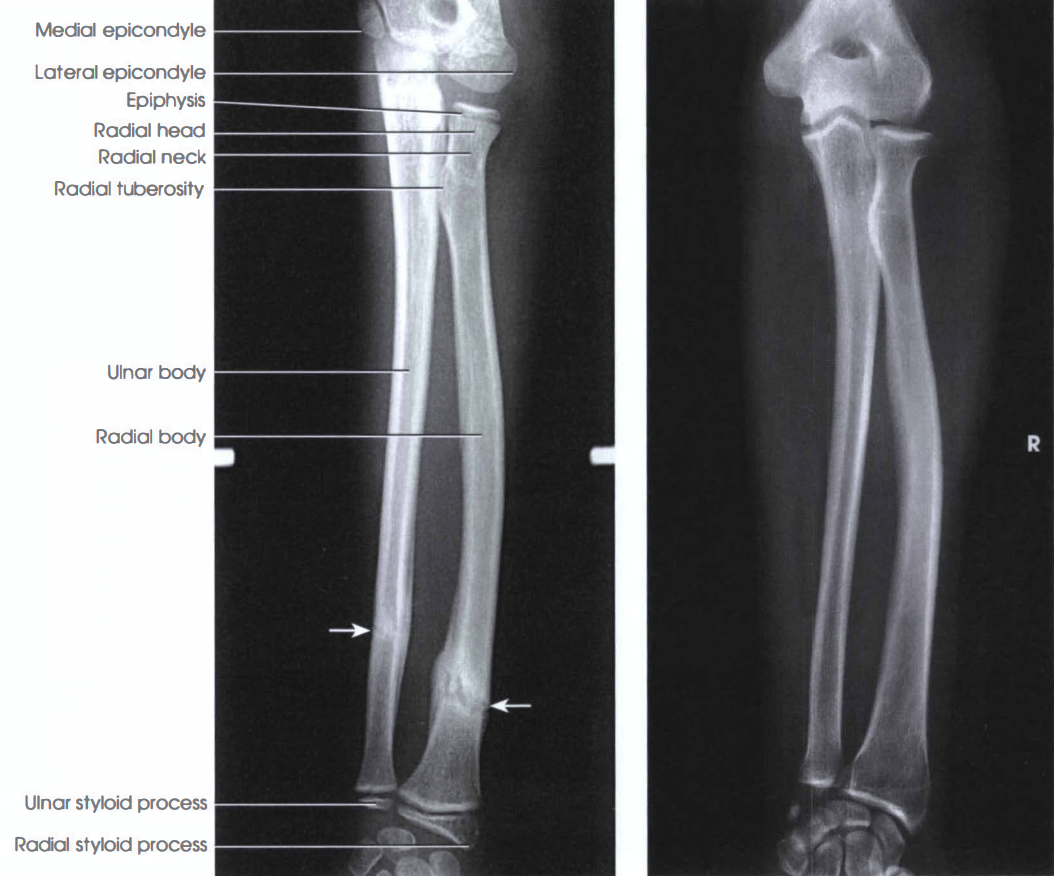 Medial epicondyle
Lateral epicondyle
Epiphysis
Radial head
Radial neck
Radial tuberosity
Ulnar body
Radial body
R
Ulnar styloid process
Radial styloid process